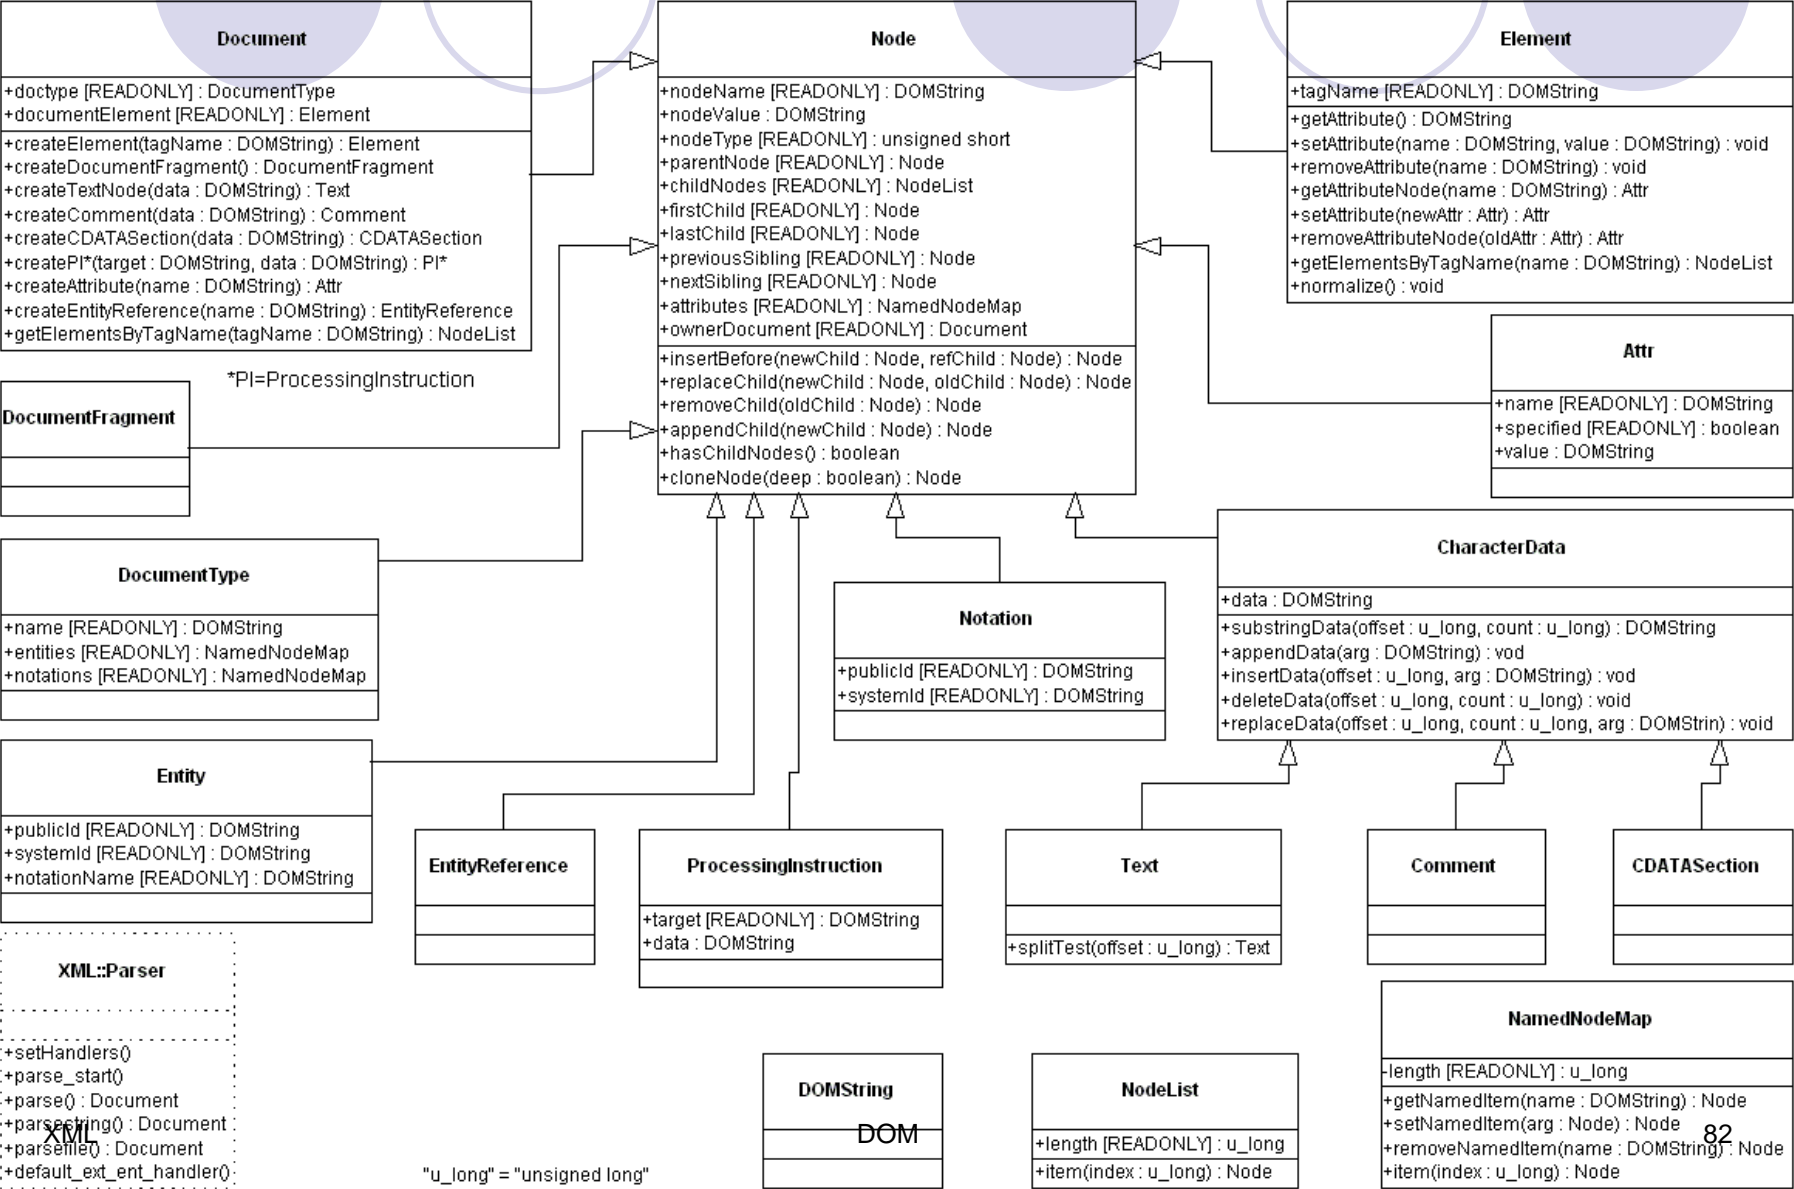 Document
+doctype [READONLY] : DocumentType
+documentElement [READONLY] : Element
+createElement(tagName : DOMString) : Element
+createDocumentFragment() : DocumentFragment
+createTextNode(data : DOMString) : Text
+createComment(data : DOMString) : Comment
+createCDATASection(data : DOMString) : CDATASection
+createPI*(target : DOMString, data : DOMString) : PI*
+createAttribute(name : DOMString) : Attr
+createEntityReference(name : DOMString) : EntityReference
+getElementsByTagName(tagName : DOMString) : NodeList
*PI=ProcessingInstruction
Node
+nodeName [READONLY] : DOMString
+nodeValue : DOMString
+nodeType [READONLY] : unsigned short
+parentNode [READONLY] : Node
+childNodes [READONLY] : NodeList
+firstChild [READONLY] : Node
+lastChild [READONLY] : Node
+previousSibling [READONLY] : Node
+nextSibling [READONLY] : Node
+attributes [READONLY] : NamedNodeMap
+ownerDocument [READONLY] : Document
+insertBefore(newChild : Node, refChild : Node) : Node
+replaceChild(newChild : Node, oldChild : Node) : Node
+removeChild(oldChild : Node) : Node
+appendChild(newChild : Node) : Node
+hasChildNodes() : boolean
+cloneNode(deep : boolean) : Node
Element
+tagName [READONLY] : DOMString
+getAttribute() : DOMString
+setAttribute(name : DOMString, value : DOMString) : void
+removeAttribute(name : DOMString) : void
+getAttributeNode(name : DOMString) : Attr
+setAttribute(newAttr : Attr) : Attr
+removeAttributeNode(oldAttr : Attr) : Attr
+getElementsByTagName(name : DOMString) : NodeList
+normalize() : void
Attr
+name [READONLY] : DOMString
+specified [READONLY] : boolean
+value : DOMString
DocumentFragment
DocumentType
+name [READONLY] : DOMString
+entities [READONLY] : NamedNodeMap
+notations [READONLY] : NamedNodeMap
Notation
+publicId [READONLY] : DOMString
+systemId [READONLY] : DOMString
CharacterData
+data : DOMString
+substringData(offset : u_long, count : u_long) : DOMString
+appendData(arg : DOMString) : vod
+insertData(offset : u_long, arg : DOMString) : vod
+deleteData(offset : u_long, count : u_long) : void
+replaceData(offset : u_long, count : u_long, arg : DOMStrin) : void
Entity
+publicId [READONLY] : DOMString
+systemId [READONLY] : DOMString
+notationName [READONLY] : DOMString
EntityReference
ProcessingInstruction
+target [READONLY] : DOMString
+data : DOMString
Text
+splitTest(offset : u_long) : Text
Comment
CDATASection
XML::Parser
+setHandlers()
+parse_start()
+parse() : Document
+parsestring() : Document
+parsefile() : Document
+default_ext_ent_handler()
XML
"u_long" = "unsigned long"
DOMString
DOM
NodeList
+length [READONLY] : u_long
+item(index : u_long) : Node
NamedNodeMap
-length [READONLY] : u_long
+getNamedItem(name : DOMString) : Node
+setNamedItem(arg : Node) : Node
+removeNamedItem(name : DOMString) : Node
+item(index : u_long) : Node
82